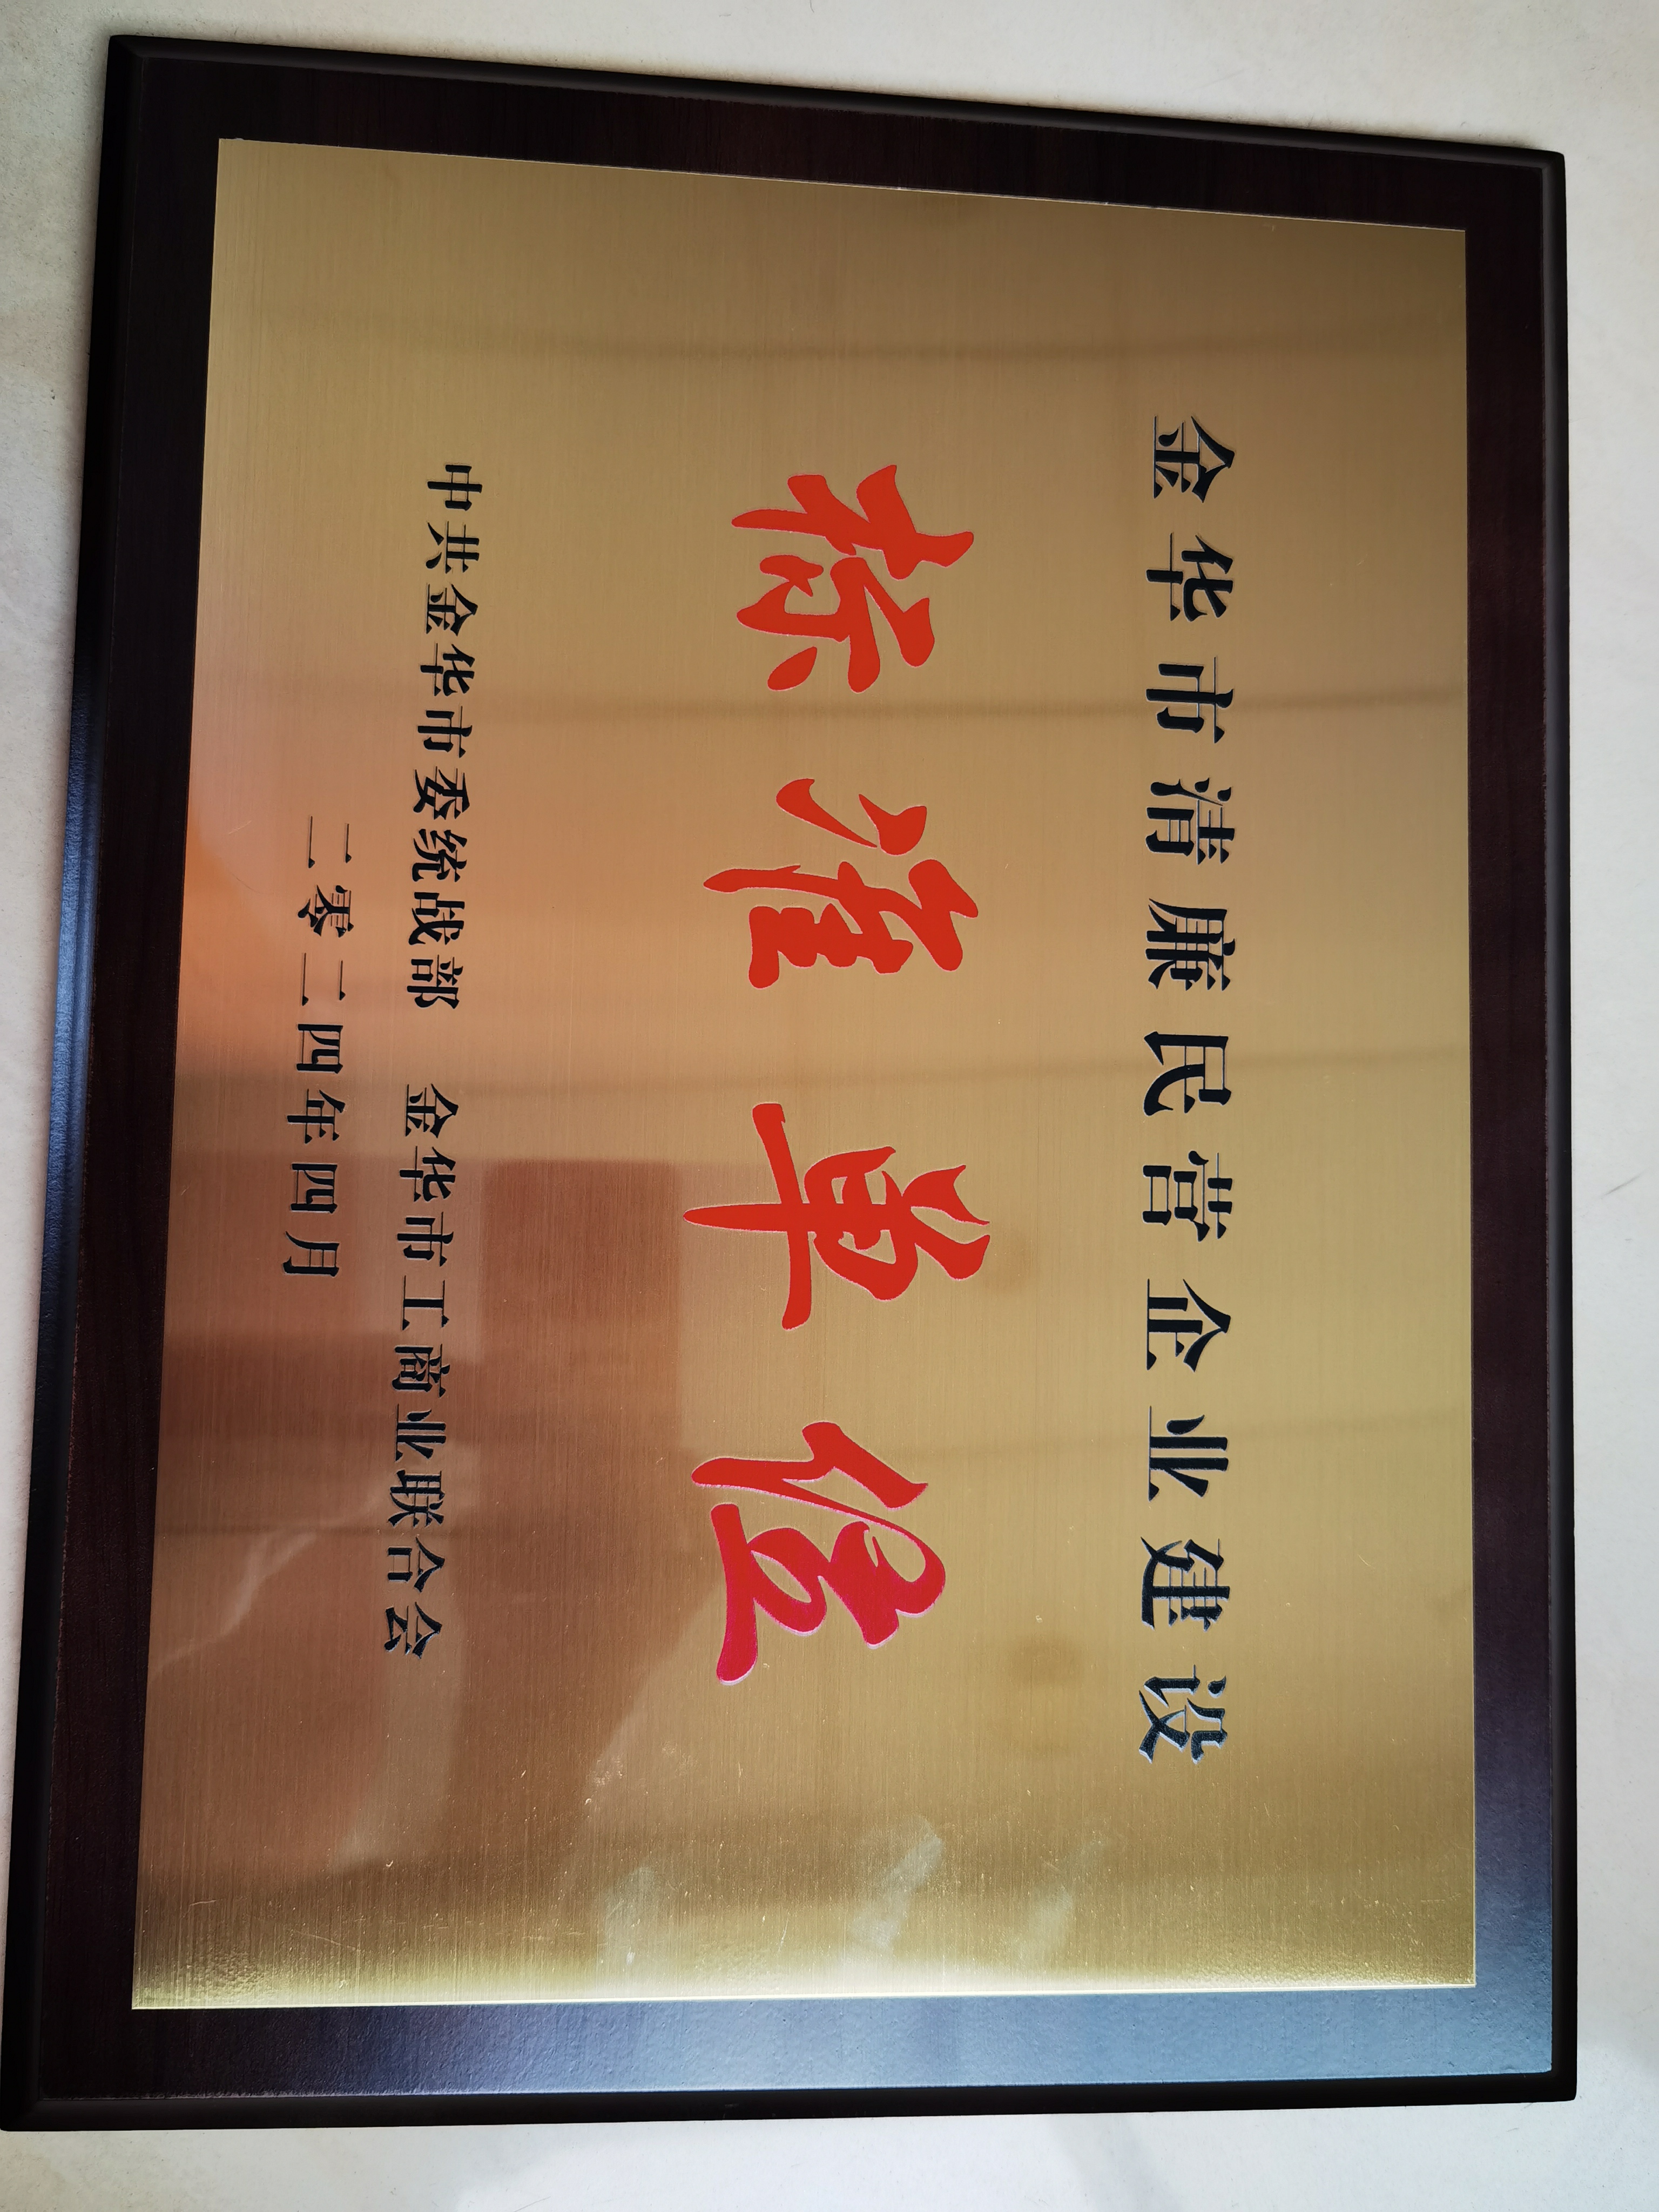 金华市清廉民营企业建设
标准单位
中共金华市委统战部 金华市工商业联合会
二零二四年四月